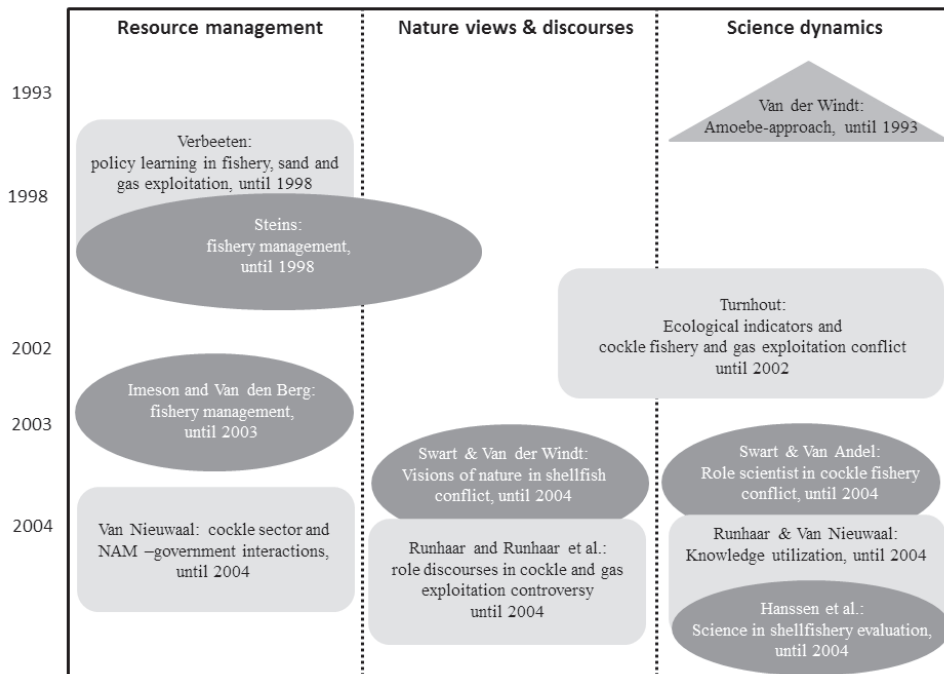 Resource management
Nature views & discourses
Science dynamics
1993
Van der Windt:
Amoebe-approach, until 1993
Verbeeten:
policy learning in fishery, sand and
gas exploitation, until 1998
1998
Steins:
fishery management,
until 1998
Turnhout:
Ecological indicators and
cockle fishery and gas exploitation conflict
until 2002
2002
Imeson and Van den Berg:
fishery management,
until 2003
2003
Swart & Van der Windt:
Visions of nature in shellfish
conflict, until 2004
Swart & Van Andel:
Role scientist in cockle fishery
conflict, until 2004
2004
Van Nieuwaal: cockle sector and
NAM –government interactions,
until 2004
Runhaar and Runhaar et al.:
role discourses in cockle and gas
exploitation controversy
until 2004
Runhaar & Van Nieuwaal:
Knowledge utilization, until 2004
Hanssen et al.:
Science in shellfishery evaluation,
until 2004